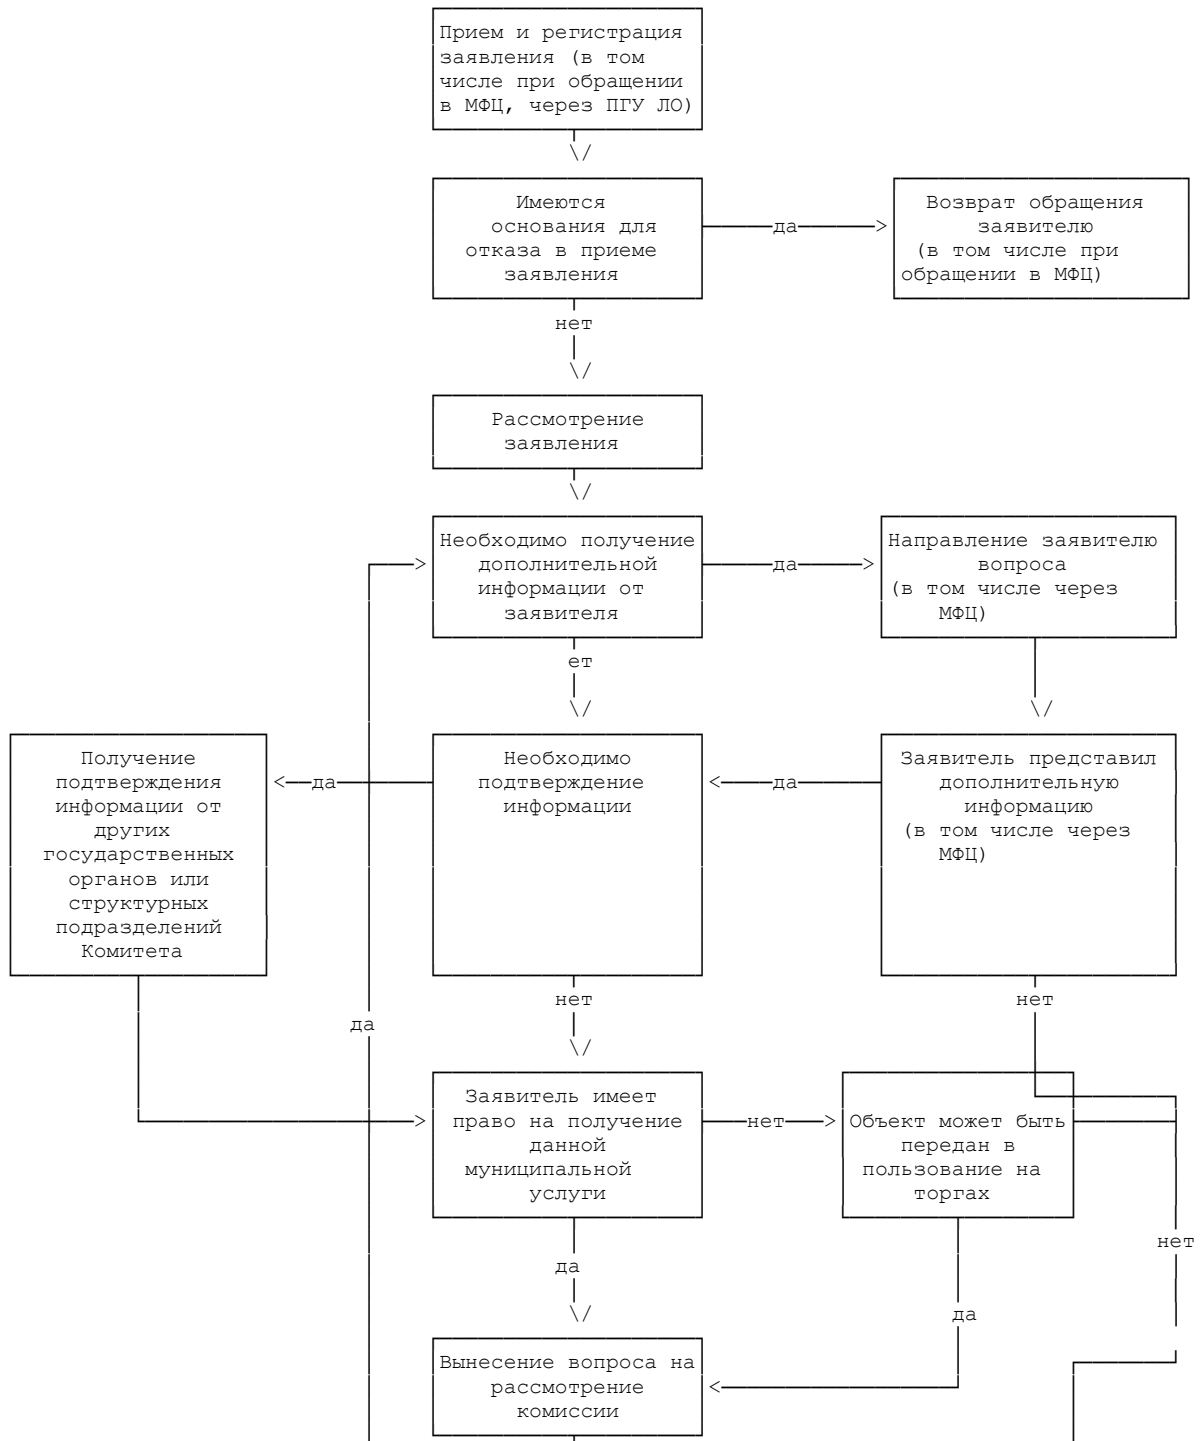 Прием и регистрация
заявления (в том
числе при обращении
в МФЦ, через ПГУ ЛО)
Имеются
основания для
отказа в приеме
заявления
да
Возврат обращения
заявителю
(в том числе при
обращении в МФЦ)
нет
Рассмотрение
заявления
Необходимо получение
дополнительной
информации от
заявителя
да
Направление заявителю
вопроса
(в том числе через
МФЦ)
ет
Получение
подтверждения
информации от
других
государственных
органов или
структурных
подразделений
Комитета
да
Необходимо
подтверждение
информации
да
Заявитель представил
дополнительную
информацию
(в том числе через
МФЦ)
нет
нет
да
Заявитель имеет
право на получение
данной
муниципальной
услуги
нет
Объект может быть
передан в
пользование на
торгах
нет
да
да
Вынесение вопроса на
рассмотрение
комиссии